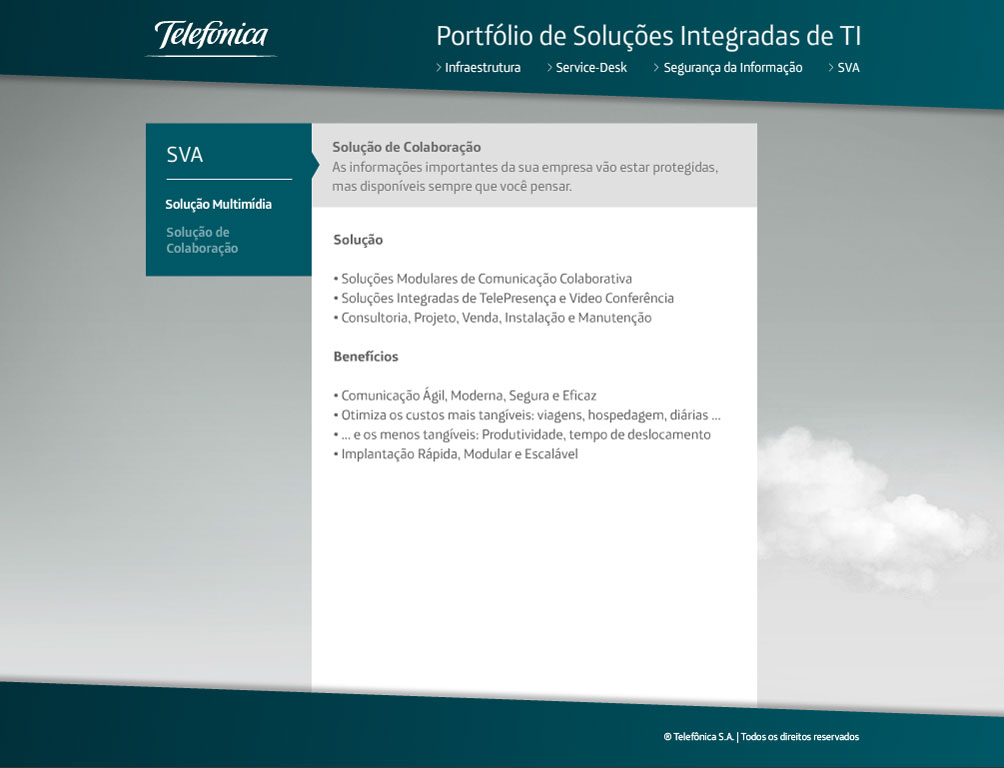 Telefónica
Portfólio de Soluções Integradas de TI
Infraestrutura
Service-Desk
Segurança da Informação
SVA
SVA
Solução Multimídia
Solução de
Colaboração
Solução de Colaboração
As informações importantes da sua empresa vão estar protegidas,
mas disponíveis sempre que você pensar.
Solução
• Soluções Modulares de Comunicação Colaborativa
• Soluções Integradas de TelePresença e Video Conferência
• Consultoria, Projeto, Venda, Instalação e Manutenção
Benefícios
• Comunicação Ágil, Moderna, Segura e Eficaz
• Otimiza os custos mais tangíveis: viagens, hospedagem, diárias ...
• ... e os menos tangíveis: Produtividade, tempo de deslocamento
• Implantação Rápida, Modular e Escalável
® Telefônica S.A. | Todos os direitos reservados